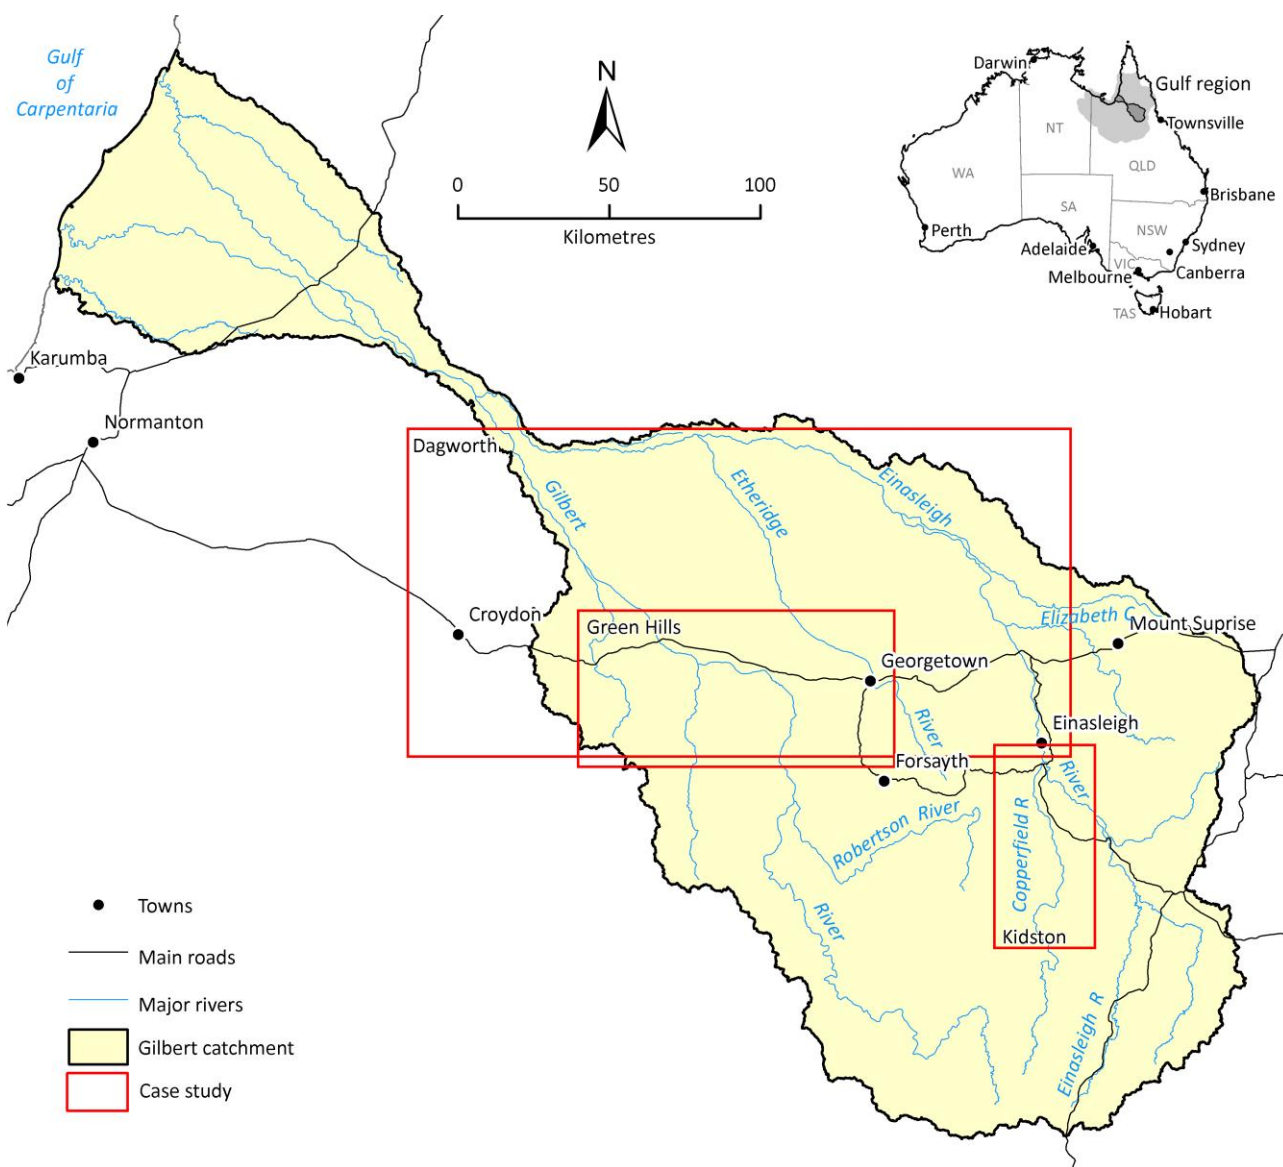 Gulf
of
Carpentaria
N
0 50 100
Kilometres
Darwin
Gulf region
Townsville
NT
WA
QLD
Brisbane
SA
NSW
Perth
Adelaide
Sydney
VIC
Melbourne
Canberra
TAS
Hobart
Karumba
Normanton
Dagworth
Gilbert
Etheridge
Einasleigh
Croydon
Green Hills
Elizabeth C
Mount Suprise
Georgetown
River
Einasleigh
Forsayth
River
Robertson River
Copperfield R
River
Kidston
Einasleigh R
Towns
Main roads
Major rivers
Gilbert catchment
Case study